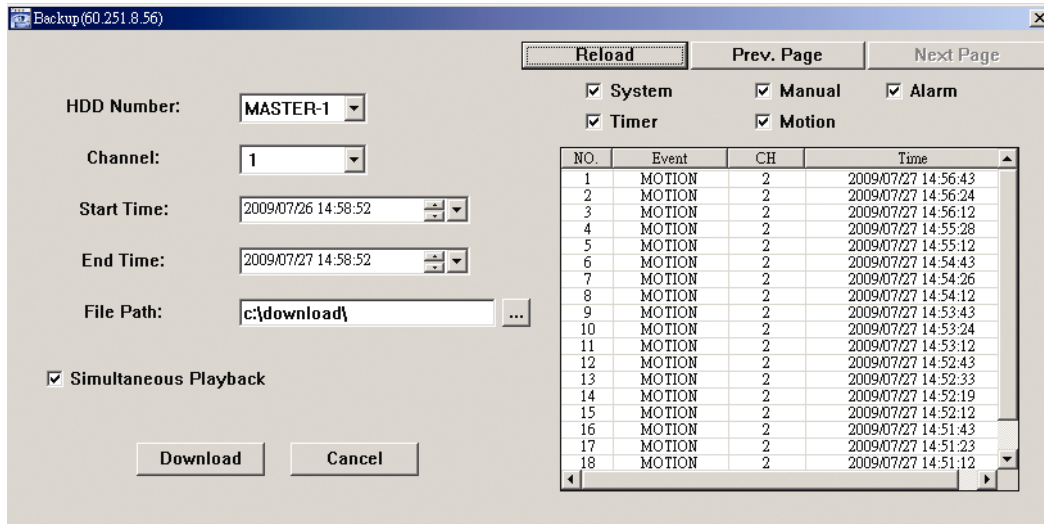 Backup(60.251.8.56)
Reload Prev. Page Next Page
System Manual Alarm
Timer Motion
HDD Number: MASTER-1
Channel: 1
Start Time: 2009/07/26 14:58:52
End Time: 2009/07/27 14:58:52
File Path: c:\download\ ...
Simultaneous Playback
Download Cancel
NO. Event CH Time
1 MOTION 2 2009/07/27 14:56:43
2 MOTION 2 2009/07/27 14:56:24
3 MOTION 2 2009/07/27 14:56:12
4 MOTION 2 2009/07/27 14:55:28
5 MOTION 2 2009/07/27 14:55:12
6 MOTION 2 2009/07/27 14:54:43
7 MOTION 2 2009/07/27 14:54:26
8 MOTION 2 2009/07/27 14:54:12
9 MOTION 2 2009/07/27 14:53:43
10 MOTION 2 2009/07/27 14:53:24
11 MOTION 2 2009/07/27 14:53:12
12 MOTION 2 2009/07/27 14:52:43
13 MOTION 2 2009/07/27 14:52:33
14 MOTION 2 2009/07/27 14:52:19
15 MOTION 2 2009/07/27 14:52:12
16 MOTION 2 2009/07/27 14:51:43
17 MOTION 2 2009/07/27 14:51:23
18 MOTION 2 2009/07/27 14:51:12